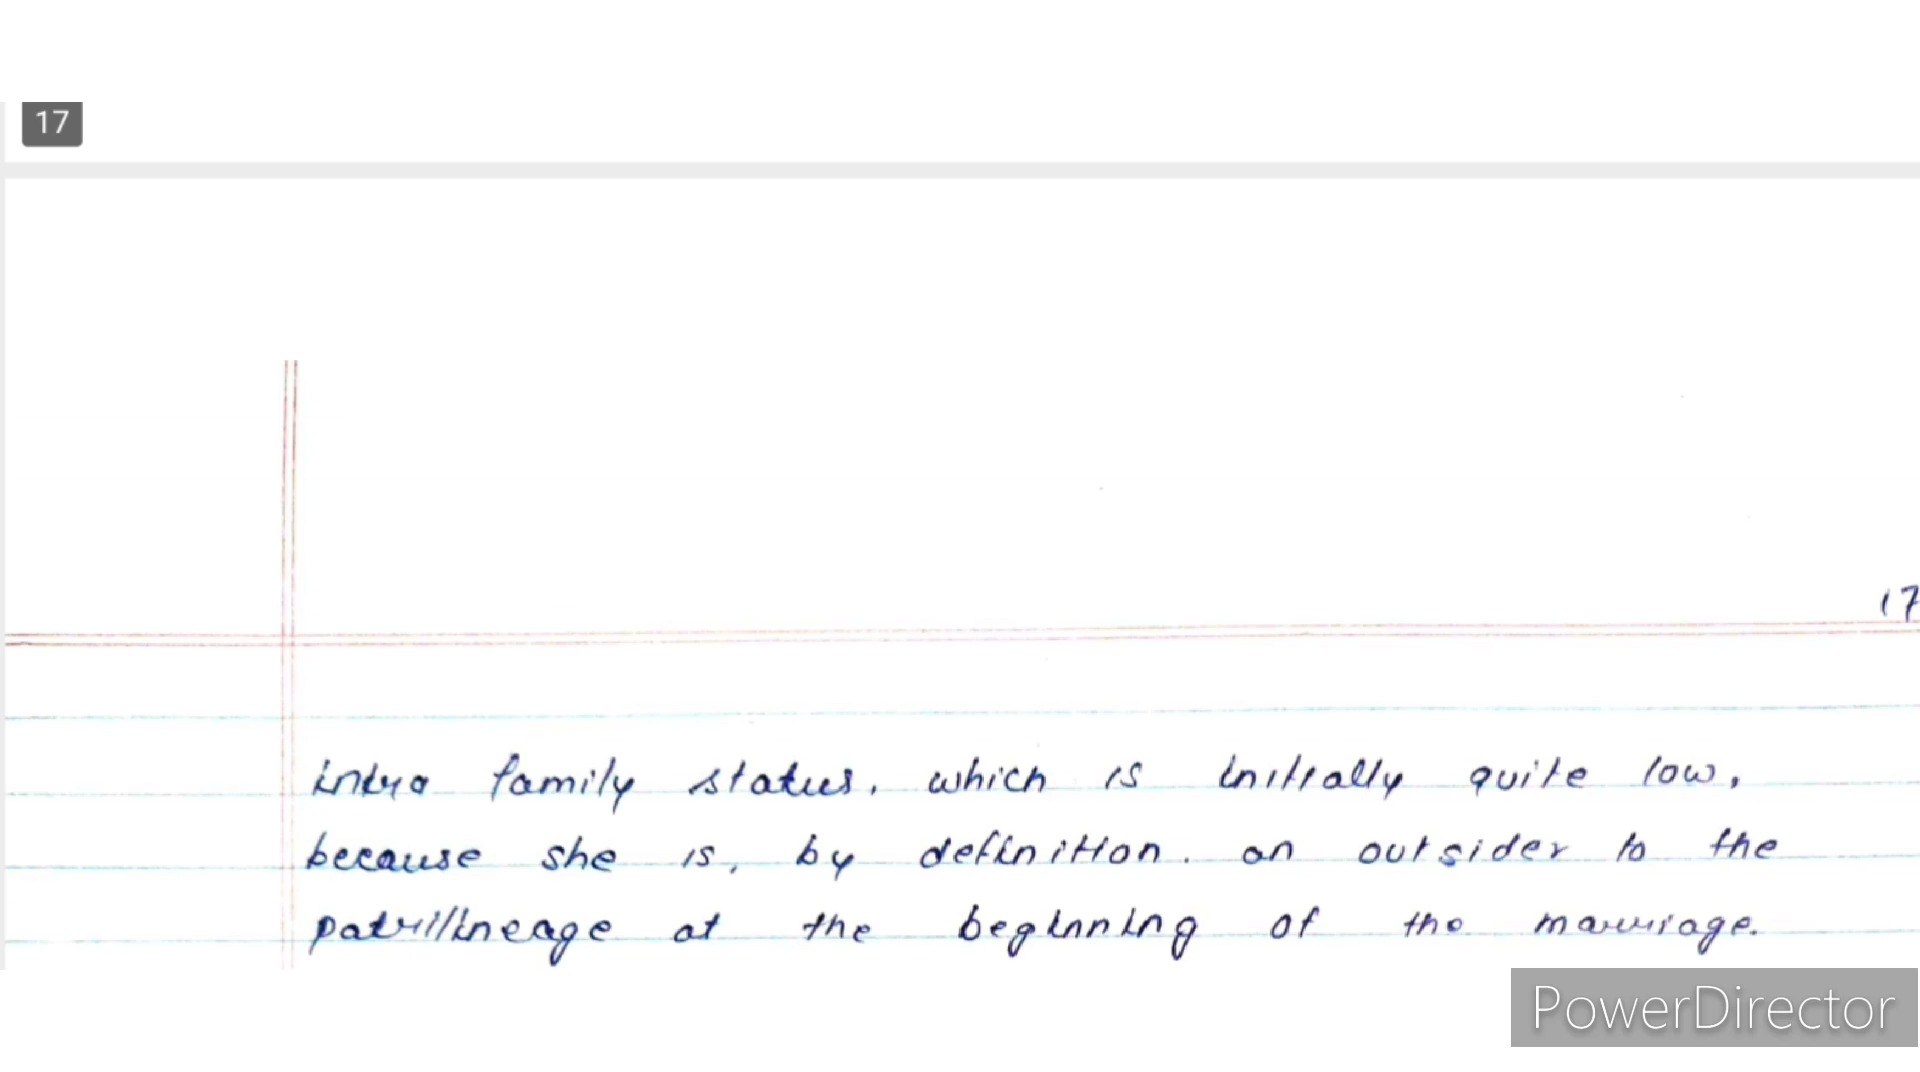 17
17
intra family status, which is initially quite low,
because she is, by definition. an outsider to the
patrillineage at the beginning of the marriage.
PowerDirector